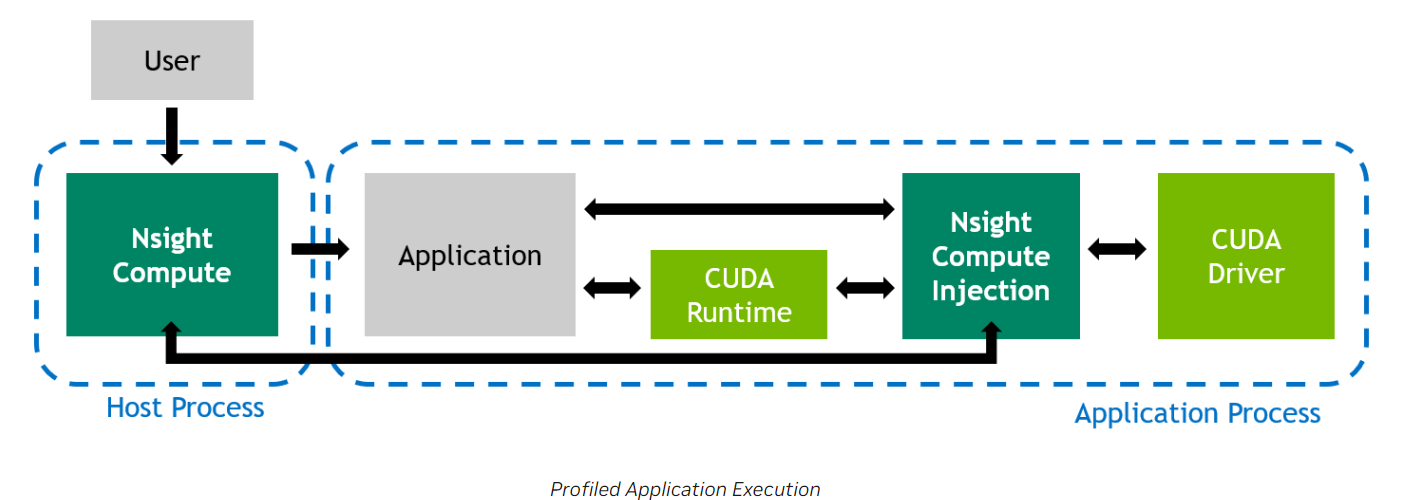 User
Nsight
Compute
Application
CUDA
Runtime
Nsight
Compute
Injection
CUDA
Driver
Host Process
Application Process
Profiled Application Execution